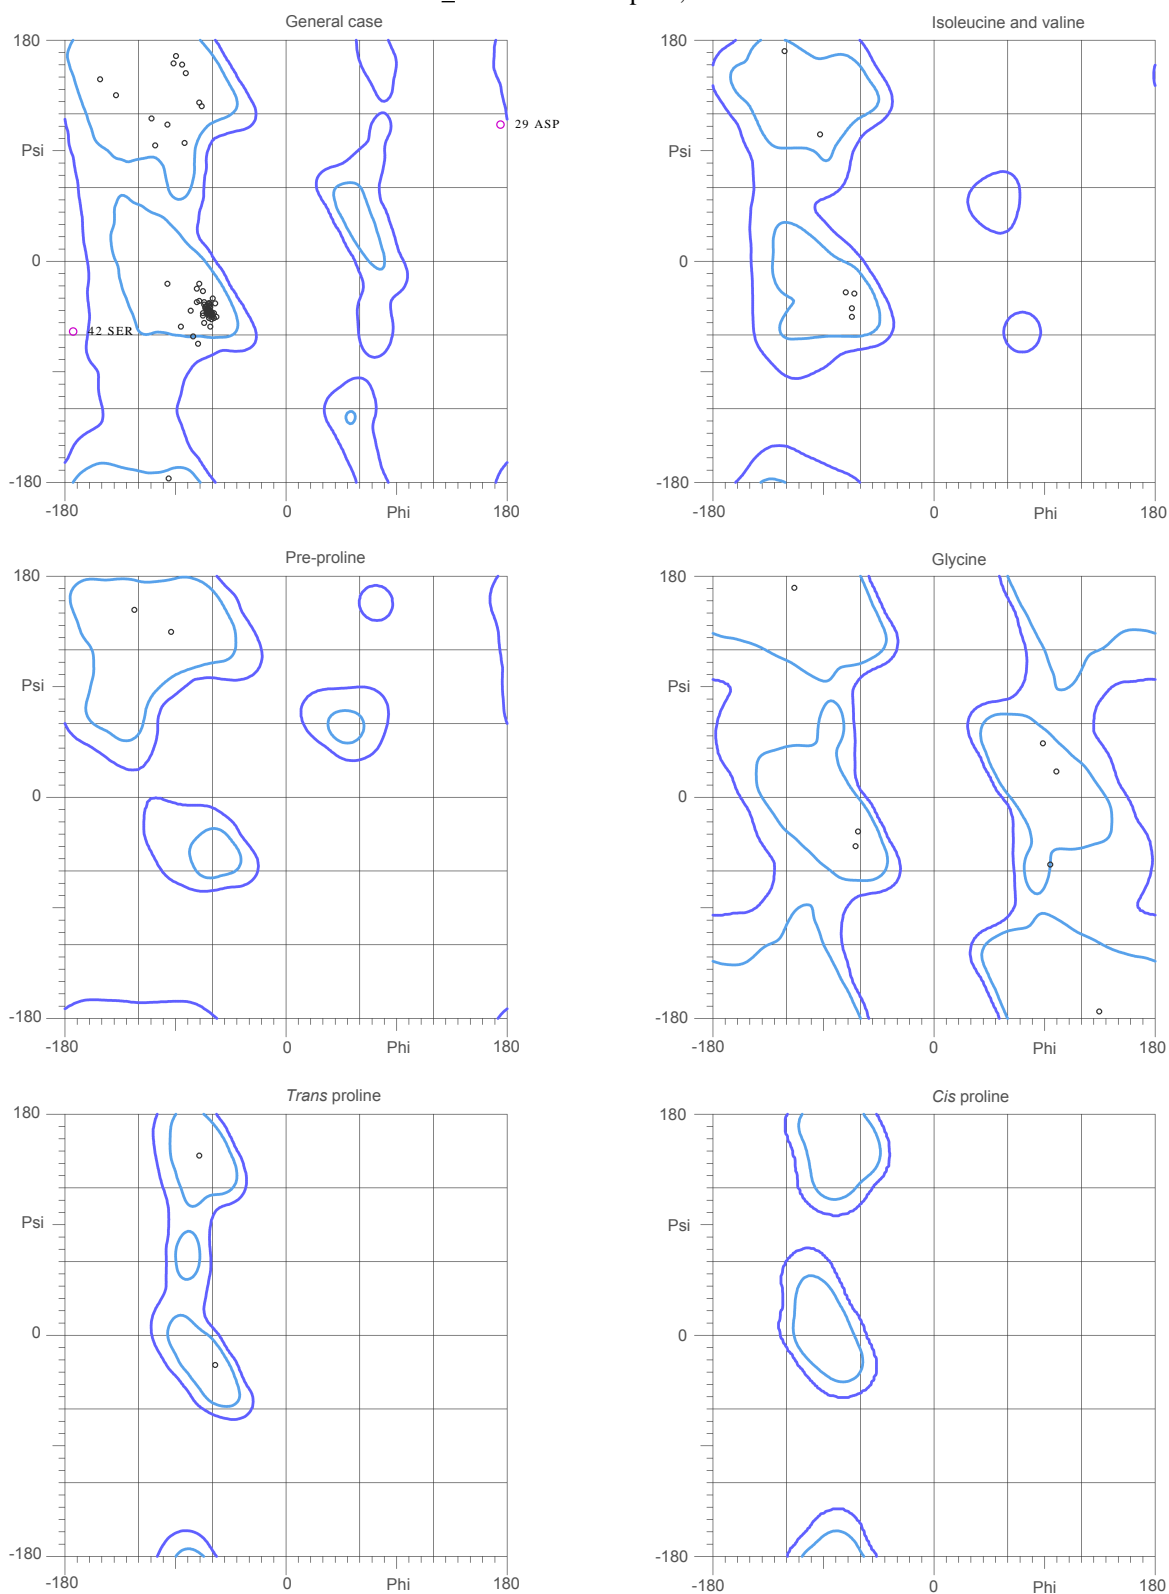 General case
180
Psi
0
-180
-180
0
Phi
180
29 ASP
42 SER
Isoleucine and valine
180
Psi
0
-180
-180
0
Phi
180
Pre-proline
180
Psi
0
-180
-180
0
Phi
180
Glycine
180
Psi
0
-180
-180
0
Phi
180
Trans proline
180
Psi
0
-180
-180
0
Phi
180
Cis proline
180
Psi
0
-180
-180
0
Phi
180